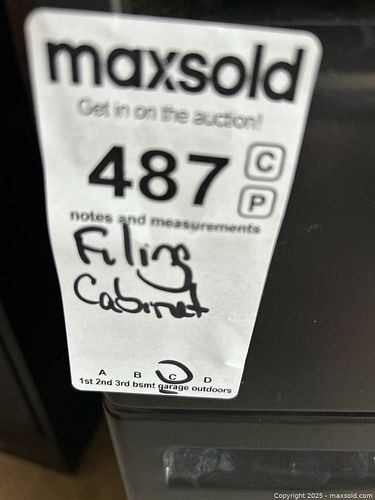 maxsold
Get in on the auction!
487 C
P
notes and measurements
Filing
Cabinet
A B C D
1st 2nd 3rd bsmt garage outdoors
Copyright 2025 - maxsold.com